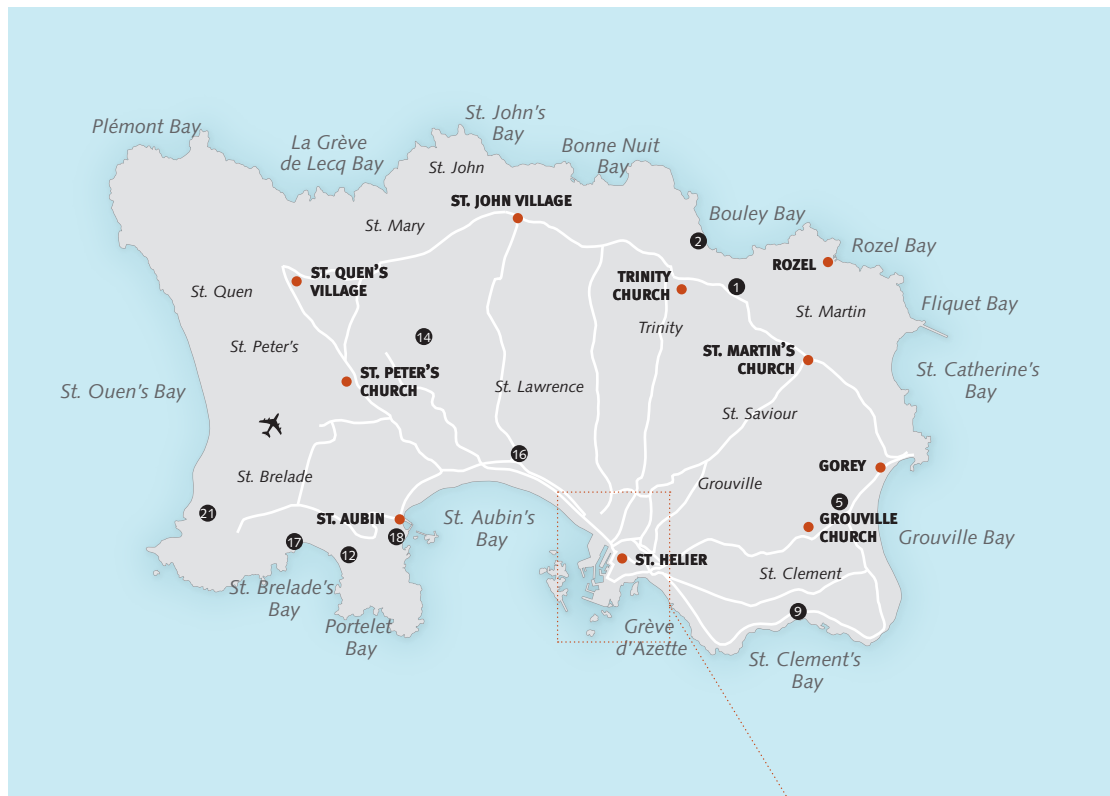 St. John's
Bay
Plémont Bay
La Grève
de Lecq Bay
Bonne Nuit
Bay
St. John
ST. JOHN VILLAGE
St. Mary
Bouley Bay
2
Rozel Bay
ROZEL
ST. QUEN'S
VILLAGE
TRINITY
CHURCH
1
St. Quen
Fliquet Bay
St. Martin
Trinity
14
St. Peter's
ST. MARTIN'S
CHURCH
ST. PETER'S
CHURCH
St. Catherine's
Bay
St. Ouen's Bay
St. Lawrence
St. Saviour
16
GOREY
St. Brelade
Grouville
5
21
ST. AUBIN
St. Aubin's
Bay
GROUVILLE
CHURCH
18
17
12
Grouville Bay
ST. HELIER
St. Clement
St. Brelade's
Bay
9
Portelet
Bay
Grève
d'Azette
St. Clement's
Bay